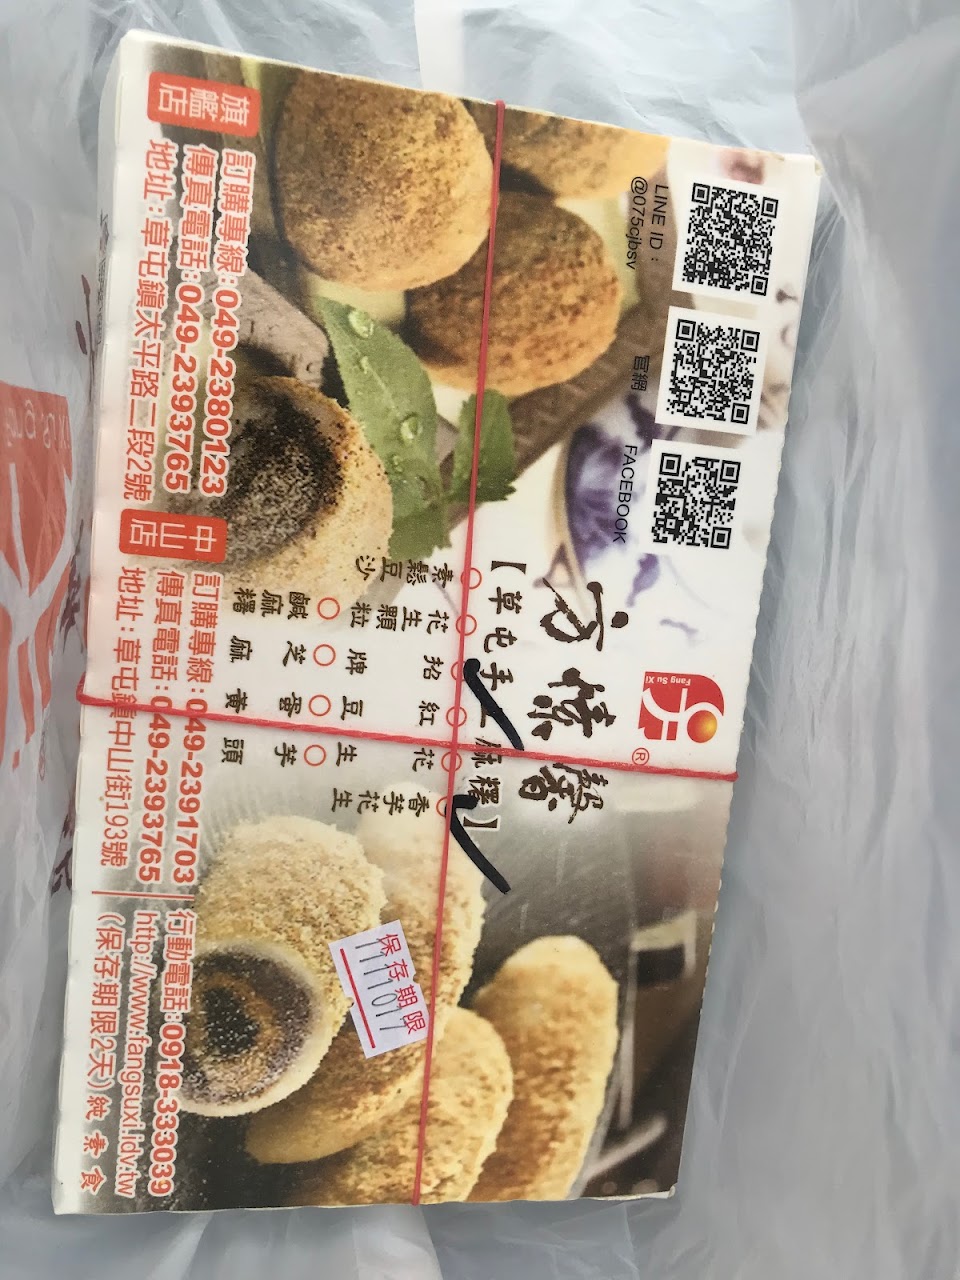 LINE ID：
@075cjbsv
官網
FACEBOOK
Fang Su Xi
®
方懷馨
【草屯手工麻糬】
素鬆豆沙
花生顆粒
招牌
紅豆
花生
香芋花生
鹹麻糬
芝麻
蛋黃
芋頭
保存期限
1111017
旗艦店
訂購專線：049-2380123
傳真電話：049-2393765
地址：草屯鎮太平路二段2號
中山店
訂購專線：049-2391703
傳真電話：049-2393765
地址：草屯鎮中山街193號
行動電話：0918-333039
http://www.fangsuxi.idv.tw
（保存期限2天）純素食